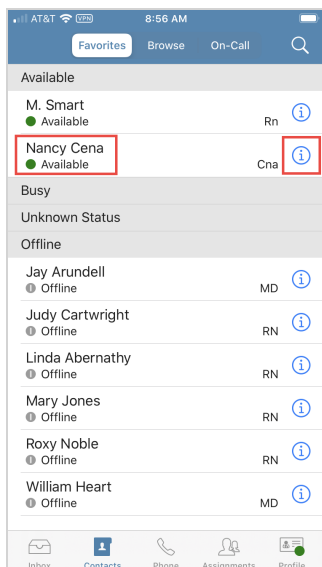 AT&T VPN 8:56 AM
Favorites Browse On-Call
Available
M. Smart
Available Rn
Nancy Cena
Available Cna
Busy
Unknown Status
Offline
Jay Arundell
Offline MD
Judy Cartwright
Offline RN
Linda Abernathy
Offline RN
Mary Jones
Offline RN
Roxy Noble
Offline RN
William Heart
Offline MD
Inbox Contacts Phone Assignments Profile